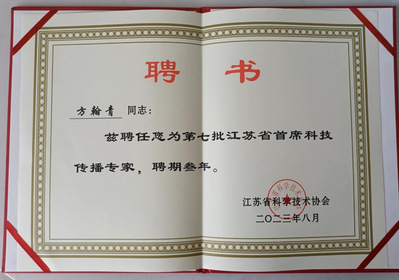 聘书
方翰青 同志：
兹聘任您为第七批江苏省首席科技
传播专家，聘期叁年。
江苏省科学技术协会
二〇二三年八月